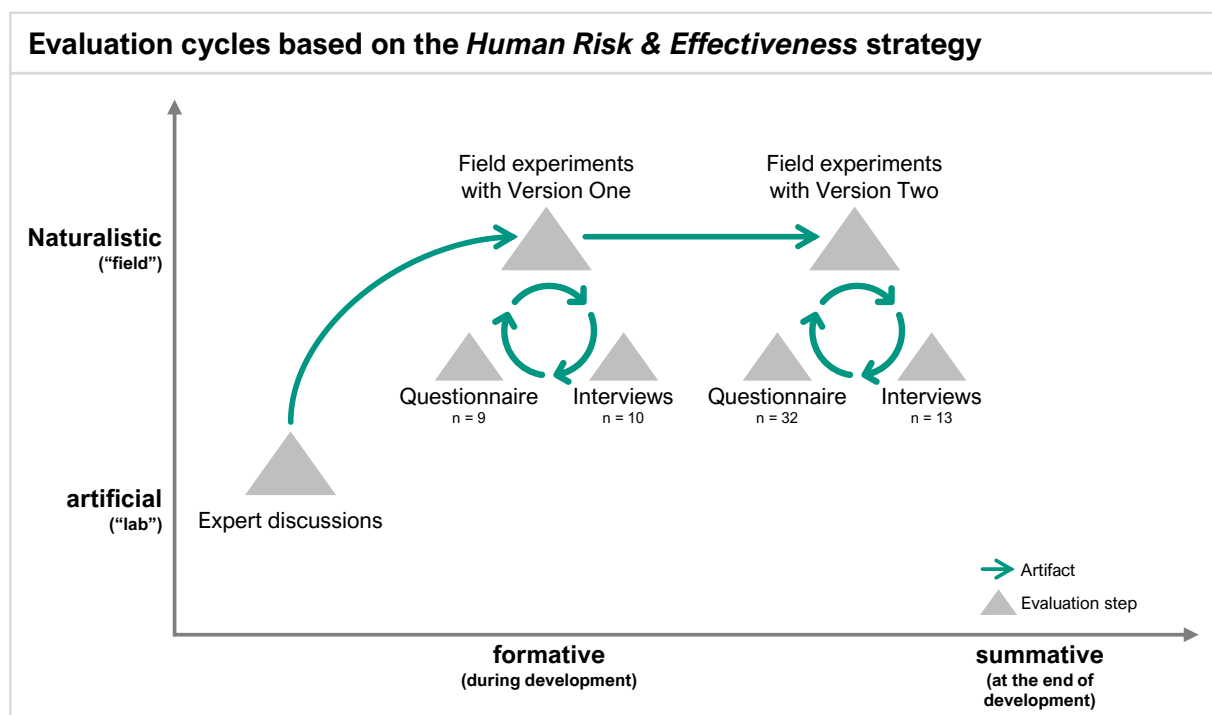 Evaluation cycles based on the Human Risk & Effectiveness strategy
Field experiments
with Version One
Field experiments
with Version Two
Naturalistic
(“field”)
Questionnaire
n = 9
Interviews
n = 10
Questionnaire
n = 32
Interviews
n = 13
artificial
(“lab”)
Expert discussions
Artifact
Evaluation step
formative
(during development)
summative
(at the end of
development)